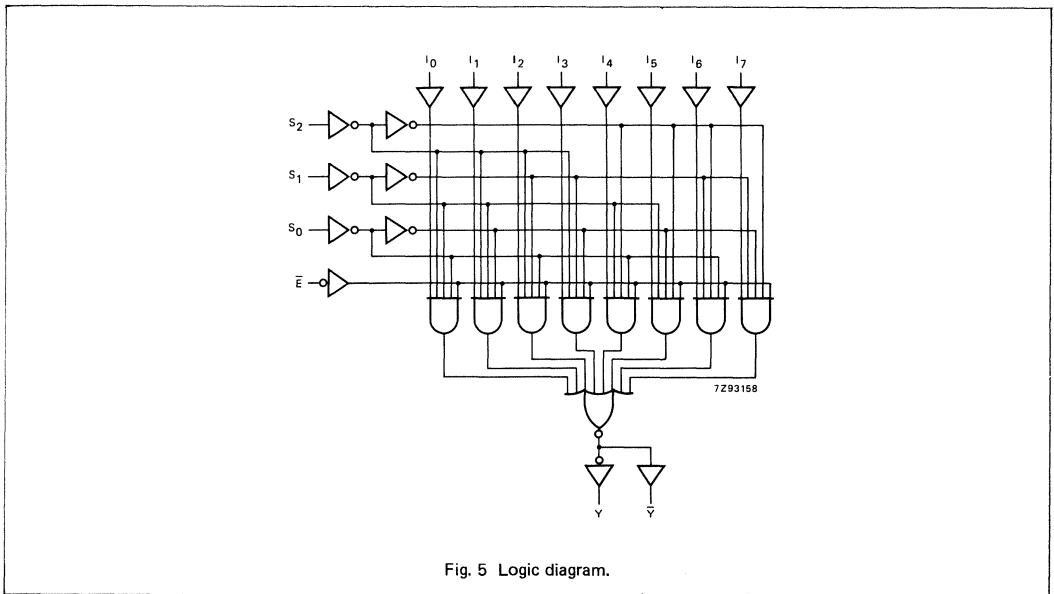 I0 I1 I2 I3 I4 I5 I6 I7
S2
S1
S0
E̅
7Z93158
Y Y̅
Fig. 5 Logic diagram.